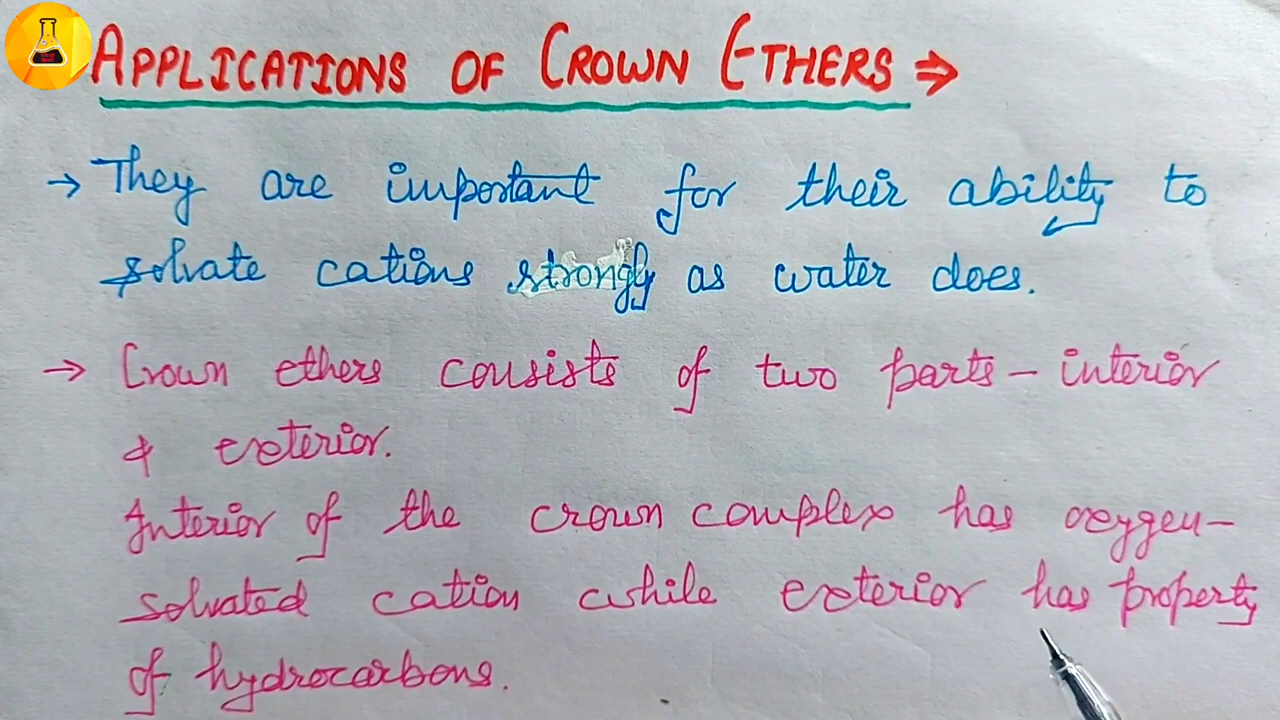 APPLICATIONS OF CROWN ETHERS ⇒
→ They are important for their ability to
solvate cations strongly as water does.
→ Crown ethers consists of two parts - interior
& exterior.
Interior of the crown complex has oxygen-
solvated cation while exterior has property
of hydrocarbons.